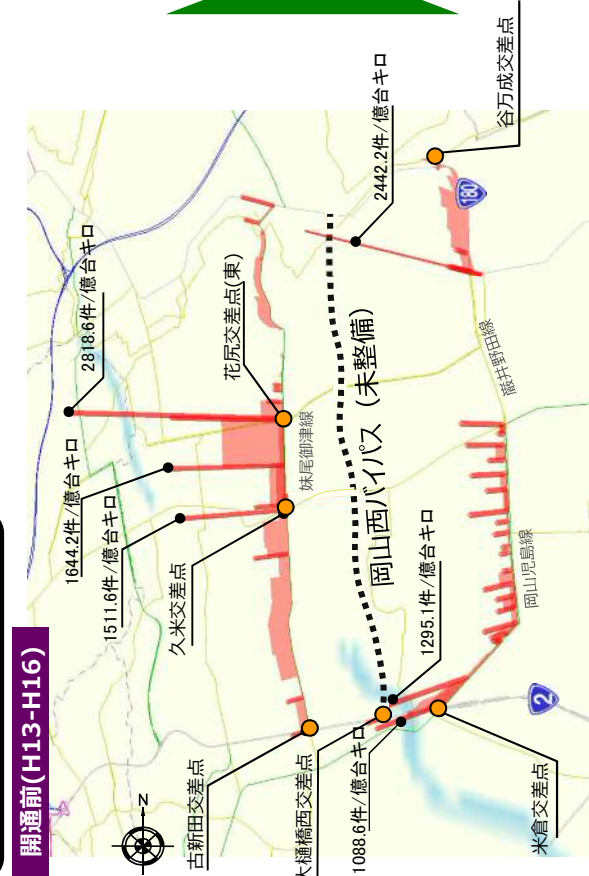 開通前(H13-H16)
N
2818.6件/億台キロ
1644.2件/億台キロ
1511.6件/億台キロ
久米交差点
花尻交差点(東)
妹尾御津線
2442.2件/億台キロ
谷万成交差点
180
岡山西バイパス (未整備)
巌井野田線
岡山児島線
1295.1件/億台キロ
古新田交差点
大樋橋西交差点
1088.6件/億台キロ
米倉交差点
2